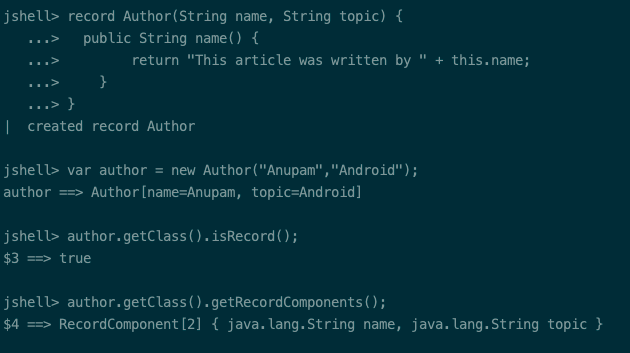 jshell> record Author(String name, String topic) {
   ...>   public String name() {
   ...>         return "This article was written by " + this.name;
   ...>     }
   ...> }
|  created record Author

jshell> var author = new Author("Anupam","Android");
author ==> Author[name=Anupam, topic=Android]

jshell> author.getClass().isRecord();
$3 ==> true

jshell> author.getClass().getRecordComponents();
$4 ==> RecordComponent[2] { java.lang.String name, java.lang.String topic }